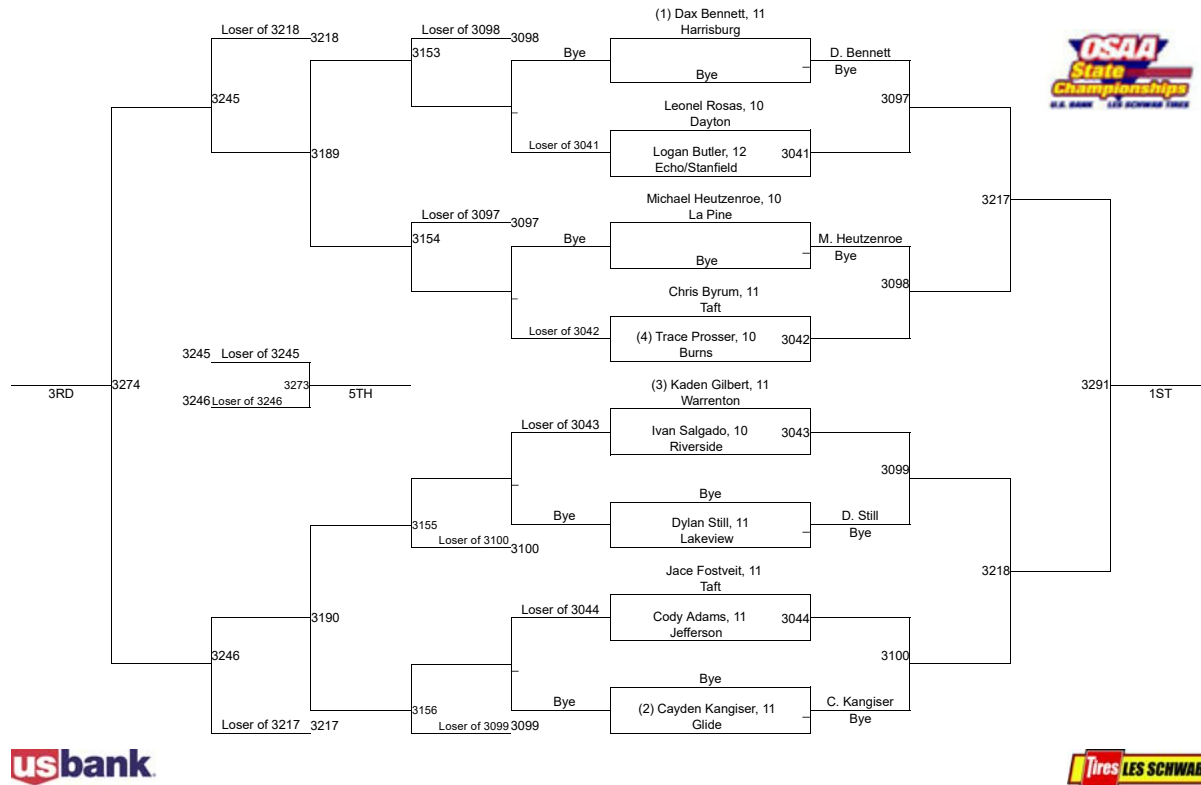 (1) Dax Bennett, 11
Harrisburg
Loser of 3218
3218
Loser of 3098
3098
3153
Bye
Bye
D. Bennett
Bye
OSAA
State
Championships
U.S. BANK LES SCHWAB TIRES
3245
3097
Leonel Rosas, 10
Dayton
3189
Loser of 3041
Logan Butler, 12
3041
Echo/Stanfield
Michael Heutzenroe, 10
La Pine
3217
Loser of 3097
3097
3154
Bye
Bye
M. Heutzenroe
Bye
3098
Chris Byrum, 11
Taft
Loser of 3042
(4) Trace Prosser, 10
3042
Burns
3245
Loser of 3245
3RD
3274
3273
5TH
3246
Loser of 3246
(3) Kaden Gilbert, 11
Warrenton
3291
1ST
Loser of 3043
Ivan Salgado, 10
3043
Riverside
3099
Bye
3155
Bye
Dylan Still, 11
Lakeview
D. Still
Bye
Loser of 3100
3100
Jace Fostveit, 11
Taft
3218
3190
Loser of 3044
Cody Adams, 11
3044
Jefferson
3246
3100
Bye
3156
Bye
(2) Cayden Kangiser, 11
Glide
C. Kangiser
Bye
Loser of 3217
3217
Loser of 3099
3099
usbank.
Tires LES SCHWAB